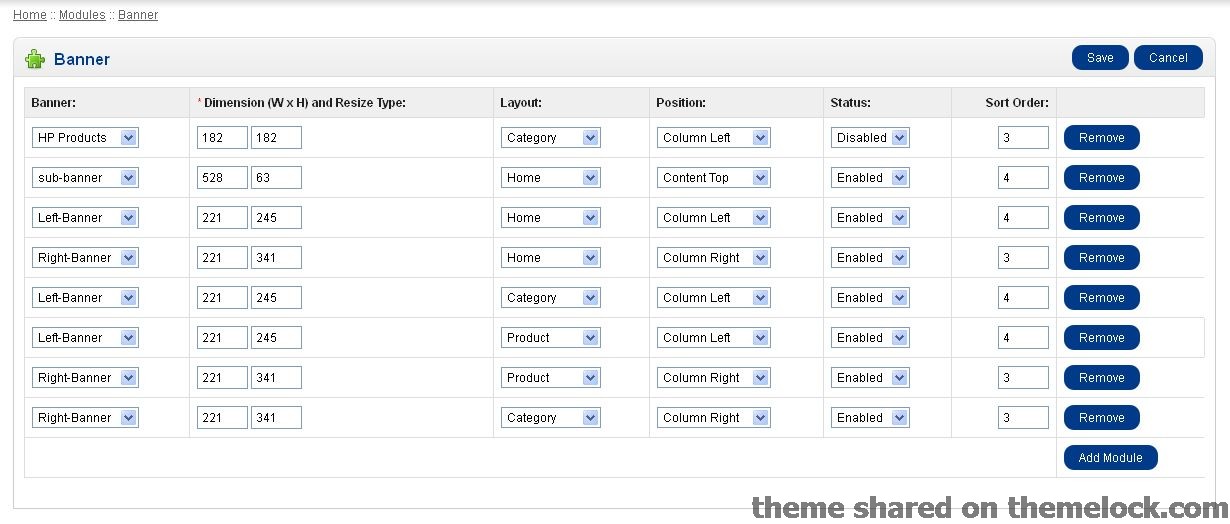 Home :: Modules :: Banner
Banner Save Cancel
Banner: * Dimension (W x H) and Resize Type: Layout: Position: Status: Sort Order:
HP Products 182 182 Category Column Left Disabled 3 Remove
sub-banner 528 63 Home Content Top Enabled 4 Remove
Left-Banner 221 245 Home Column Left Enabled 4 Remove
Right-Banner 221 341 Home Column Right Enabled 3 Remove
Left-Banner 221 245 Category Column Left Enabled 4 Remove
Left-Banner 221 245 Product Column Left Enabled 4 Remove
Right-Banner 221 341 Product Column Right Enabled 3 Remove
Right-Banner 221 341 Category Column Right Enabled 3 Remove
Add Module
theme shared on themelock.com